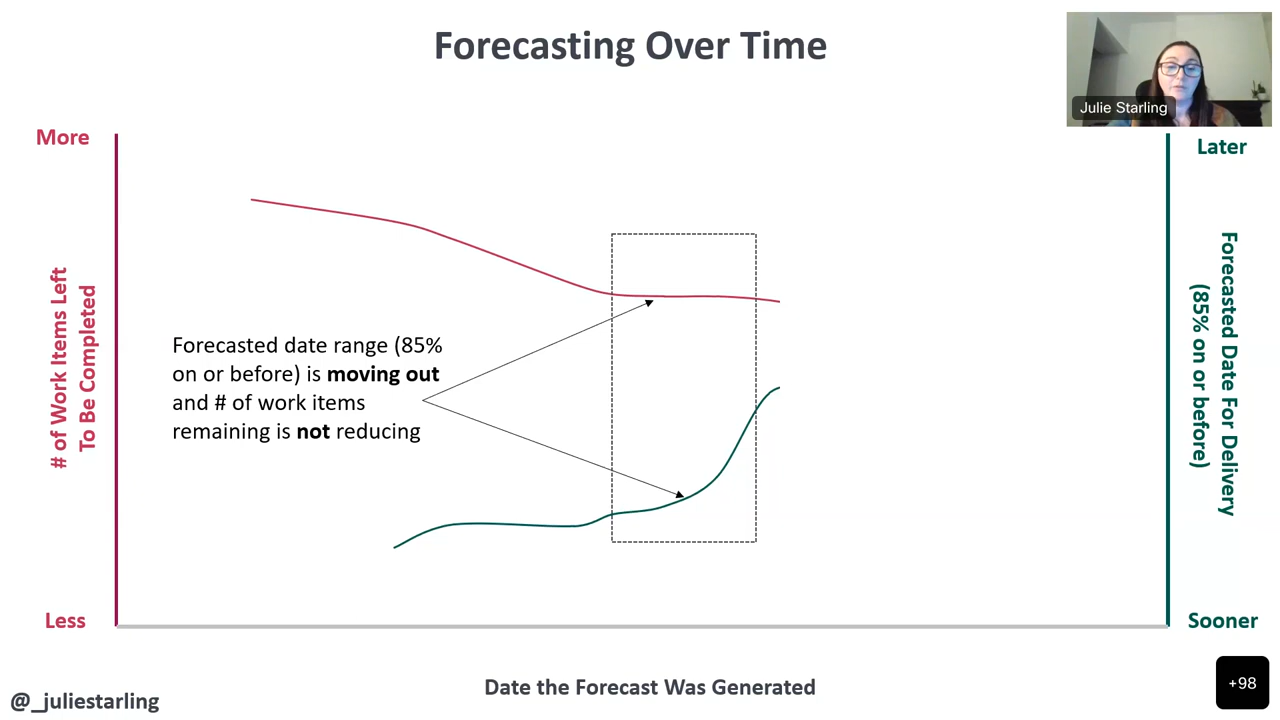 Forecasting Over Time
Julie Starling
More
Later
# of Work Items Left
To Be Completed
Forecasted date range (85%
on or before) is moving out
and # of work items
remaining is not reducing
Forecasted Date For Delivery
(85% on or before)
Less
Sooner
Date the Forecast Was Generated
@_juliestarling
+98